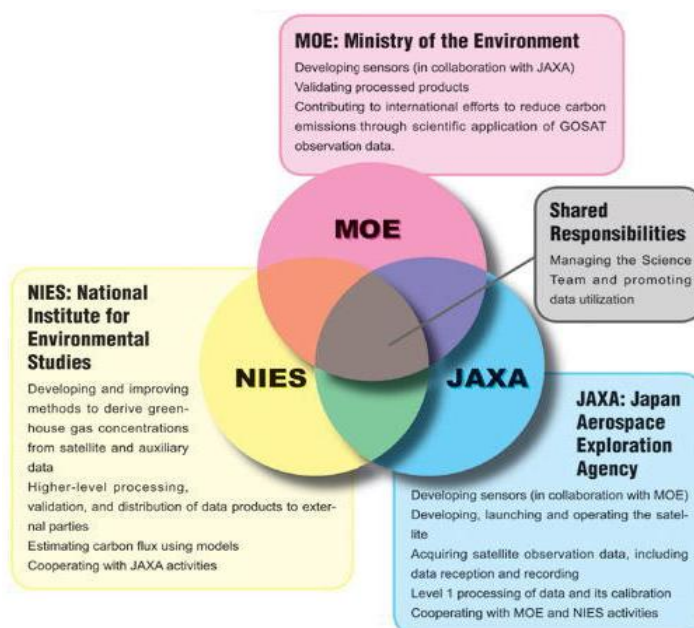 MOE: Ministry of the Environment
Developing sensors (in collaboration with JAXA)
Validating processed products
Contributing to international efforts to reduce carbon
emissions through scientific application of GOSAT
observation data.
MOE
Shared
Responsibilities
Managing the Science
Team and promoting
data utilization
NIES: National
Institute for
Environmental
Studies
Developing and improving
methods to derive green-
house gas concentrations
from satellite and auxiliary
data
Higher-level processing,
validation, and distribution of data products to exter-
nal parties
Estimating carbon flux using models
Cooperating with JAXA activities
NIES
JAXA
JAXA: Japan
Aerospace
Exploration
Agency
Developing sensors (in collaboration with MOE)
Developing, launching and operating the satel-
lite
Acquiring satellite observation data, including
data reception and recording
Level 1 processing of data and its calibration
Cooperating with MOE and NIES activities